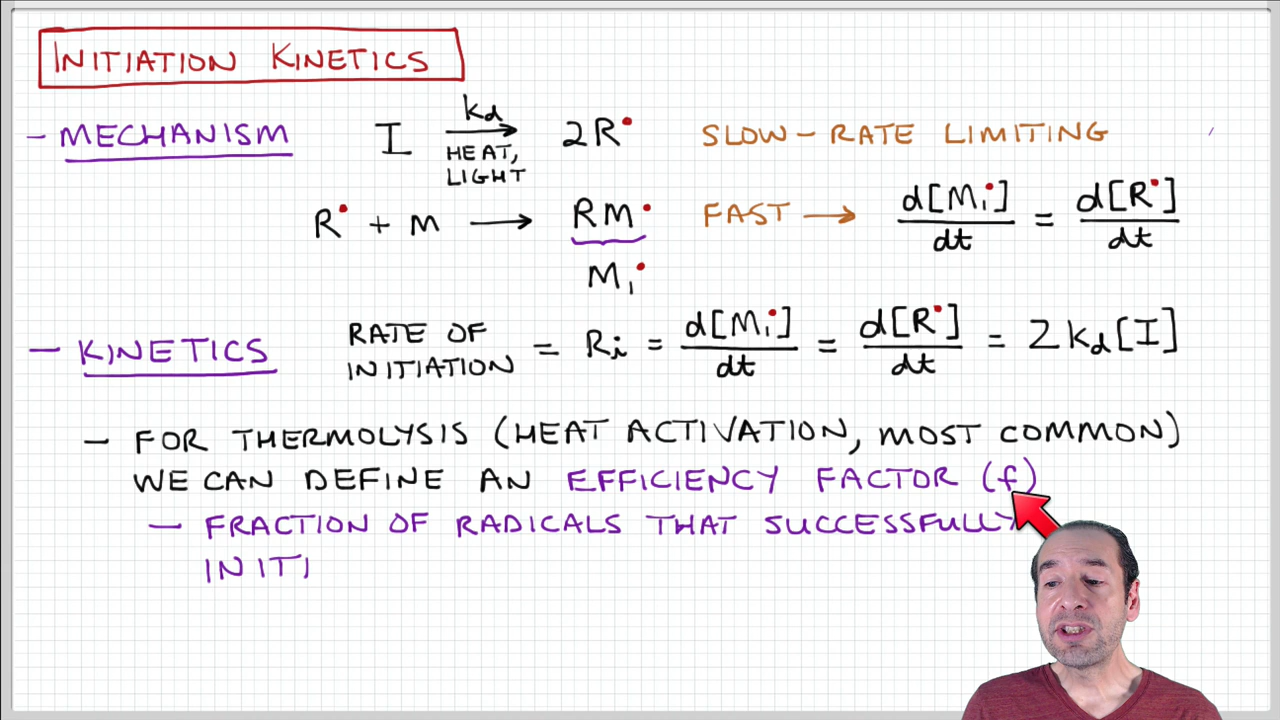 INITIATION KINETICS
- MECHANISM I kd → 2R• SLOW - RATE LIMITING
HEAT,
LIGHT
R• + M → RM• FAST → d[M₁•]/dt = d[R•]/dt
M₁•
- KINETICS RATE OF INITIATION = Ri = d[M₁•]/dt = d[R•]/dt = 2kd[I]
- FOR THERMOLYSIS (HEAT ACTIVATION, MOST COMMON)
WE CAN DEFINE AN EFFICIENCY FACTOR (f)
- FRACTION OF RADICALS THAT SUCCESSFULLY
INITI